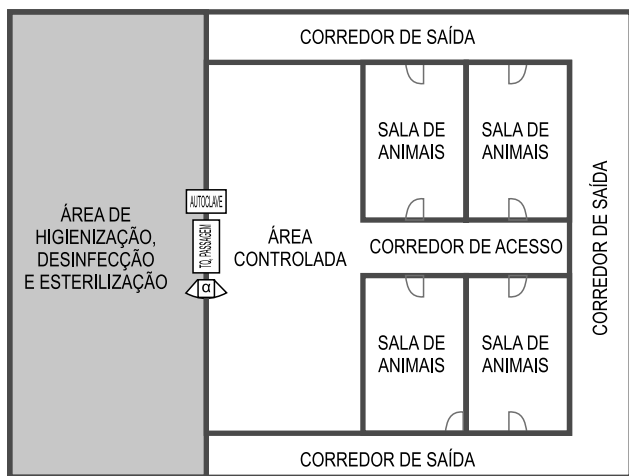 CORREDOR DE SAÍDA
SALA DE
ANIMAIS
SALA DE
ANIMAIS
AUTOCLAVE
TQ. PASSAGEM
α
ÁREA DE
HIGIENIZAÇÃO,
DESINFECÇÃO
E ESTERILIZAÇÃO
ÁREA
CONTROLADA
CORREDOR DE ACESSO
CORREDOR DE SAÍDA
SALA DE
ANIMAIS
SALA DE
ANIMAIS
CORREDOR DE SAÍDA